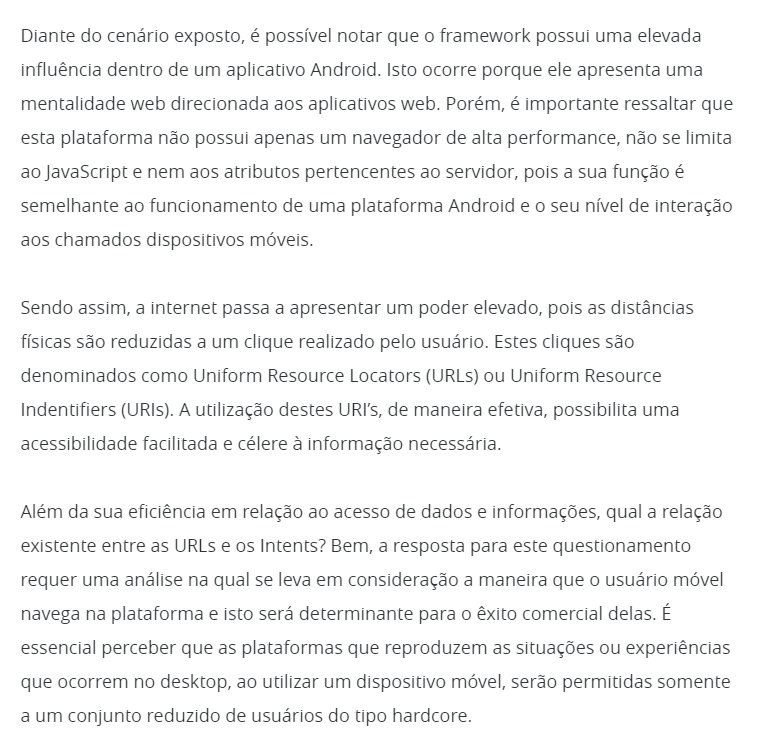 Diante do cenário exposto, é possível notar que o framework possui uma elevada
influência dentro de um aplicativo Android. Isto ocorre porque ele apresenta uma
mentalidade web direcionada aos aplicativos web. Porém, é importante ressaltar que
esta plataforma não possui apenas um navegador de alta performance, não se limita
ao JavaScript e nem aos atributos pertencentes ao servidor, pois a sua função é
semelhante ao funcionamento de uma plataforma Android e o seu nível de interação
aos chamados dispositivos móveis.
Sendo assim, a internet passa a apresentar um poder elevado, pois as distâncias
físicas são reduzidas a um clique realizado pelo usuário. Estes cliques são
denominados como Uniform Resource Locators (URLs) ou Uniform Resource
Indentifiers (URIs). A utilização destes URI’s, de maneira efetiva, possibilita uma
acessibilidade facilitada e célere à informação necessária.
Além da sua eficiência em relação ao acesso de dados e informações, qual a relação
existente entre as URLs e os Intents? Bem, a resposta para este questionamento
requer uma análise na qual se leva em consideração a maneira que o usuário móvel
navega na plataforma e isto será determinante para o êxito comercial delas. É
essencial perceber que as plataformas que reproduzem as situações ou experiências
que ocorrem no desktop, ao utilizar um dispositivo móvel, serão permitidas somente
a um conjunto reduzido de usuários do tipo hardcore.